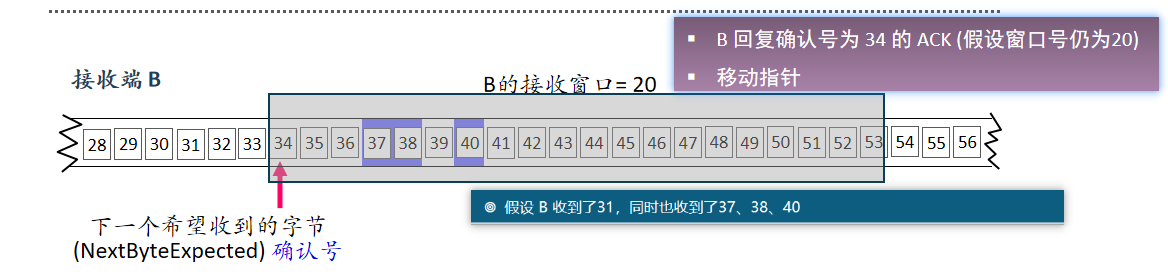 ▪ B 回复确认号为 34 的 ACK (假设窗口号仍为20)
▪ 移动指针
接收端 B
B的接收窗口= 20
28 29 30 31 32 33 34 35 36 37 38 39 40 41 42 43 44 45 46 47 48 49 50 51 52 53 54 55 56
◎ 假设 B 收到了31，同时也收到了37、38、40
下一个希望收到的字节
(NextByteExpected) 确认号